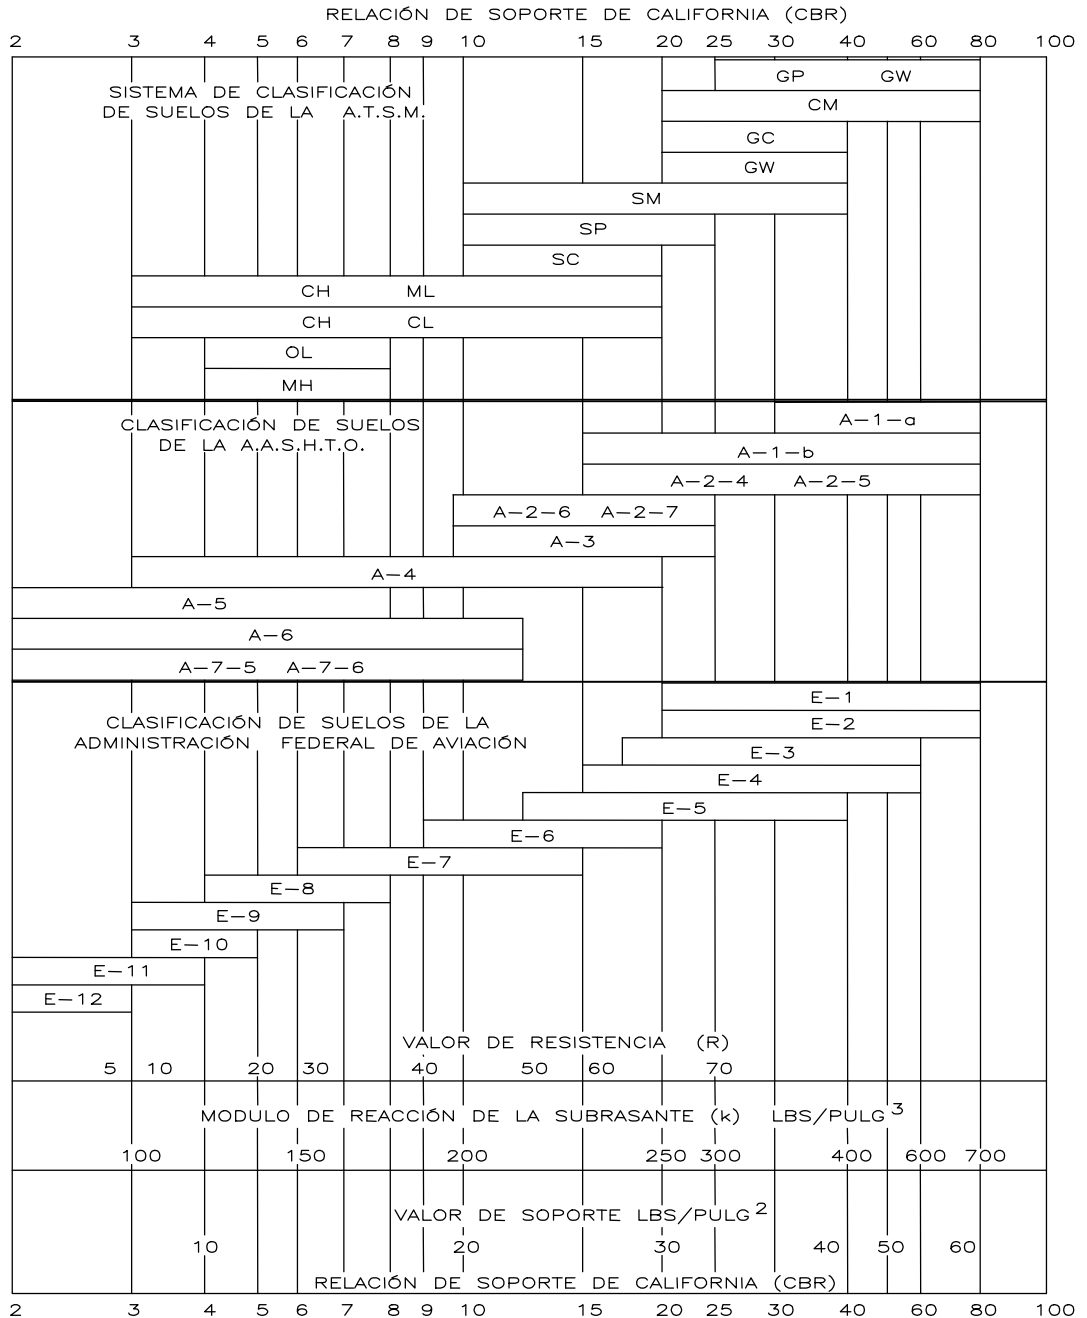 RELACIÓN DE SOPORTE DE CALIFORNIA (CBR)
2 3 4 5 6 7 8 9 10 15 20 25 30 40 60 80 100
GP GW
SISTEMA DE CLASIFICACIÓN
DE SUELOS DE LA A.T.S.M.
CM
GC
GW
SM
SP
SC
CH ML
CH CL
OL
MH
A-1-a
CLASIFICACIÓN DE SUELOS
DE LA A.A.S.H.T.O.
A-1-b
A-2-4 A-2-5
A-2-6 A-2-7
A-3
A-4
A-5
A-6
A-7-5 A-7-6
E-1
CLASIFICACIÓN DE SUELOS DE LA
ADMINISTRACIÓN FEDERAL DE AVIACIÓN
E-2
E-3
E-4
E-5
E-6
E-7
E-8
E-9
E-10
E-11
E-12
VALOR DE RESISTENCIA (R)
5 10 20 30 40 50 60 70
MODULO DE REACCIÓN DE LA SUBRASANTE (k) LBS/PULG³
100 150 200 250 300 400 600 700
VALOR DE SOPORTE LBS/PULG²
10 20 30 40 50 60
RELACIÓN DE SOPORTE DE CALIFORNIA (CBR)
2 3 4 5 6 7 8 9 10 15 20 25 30 40 60 80 100